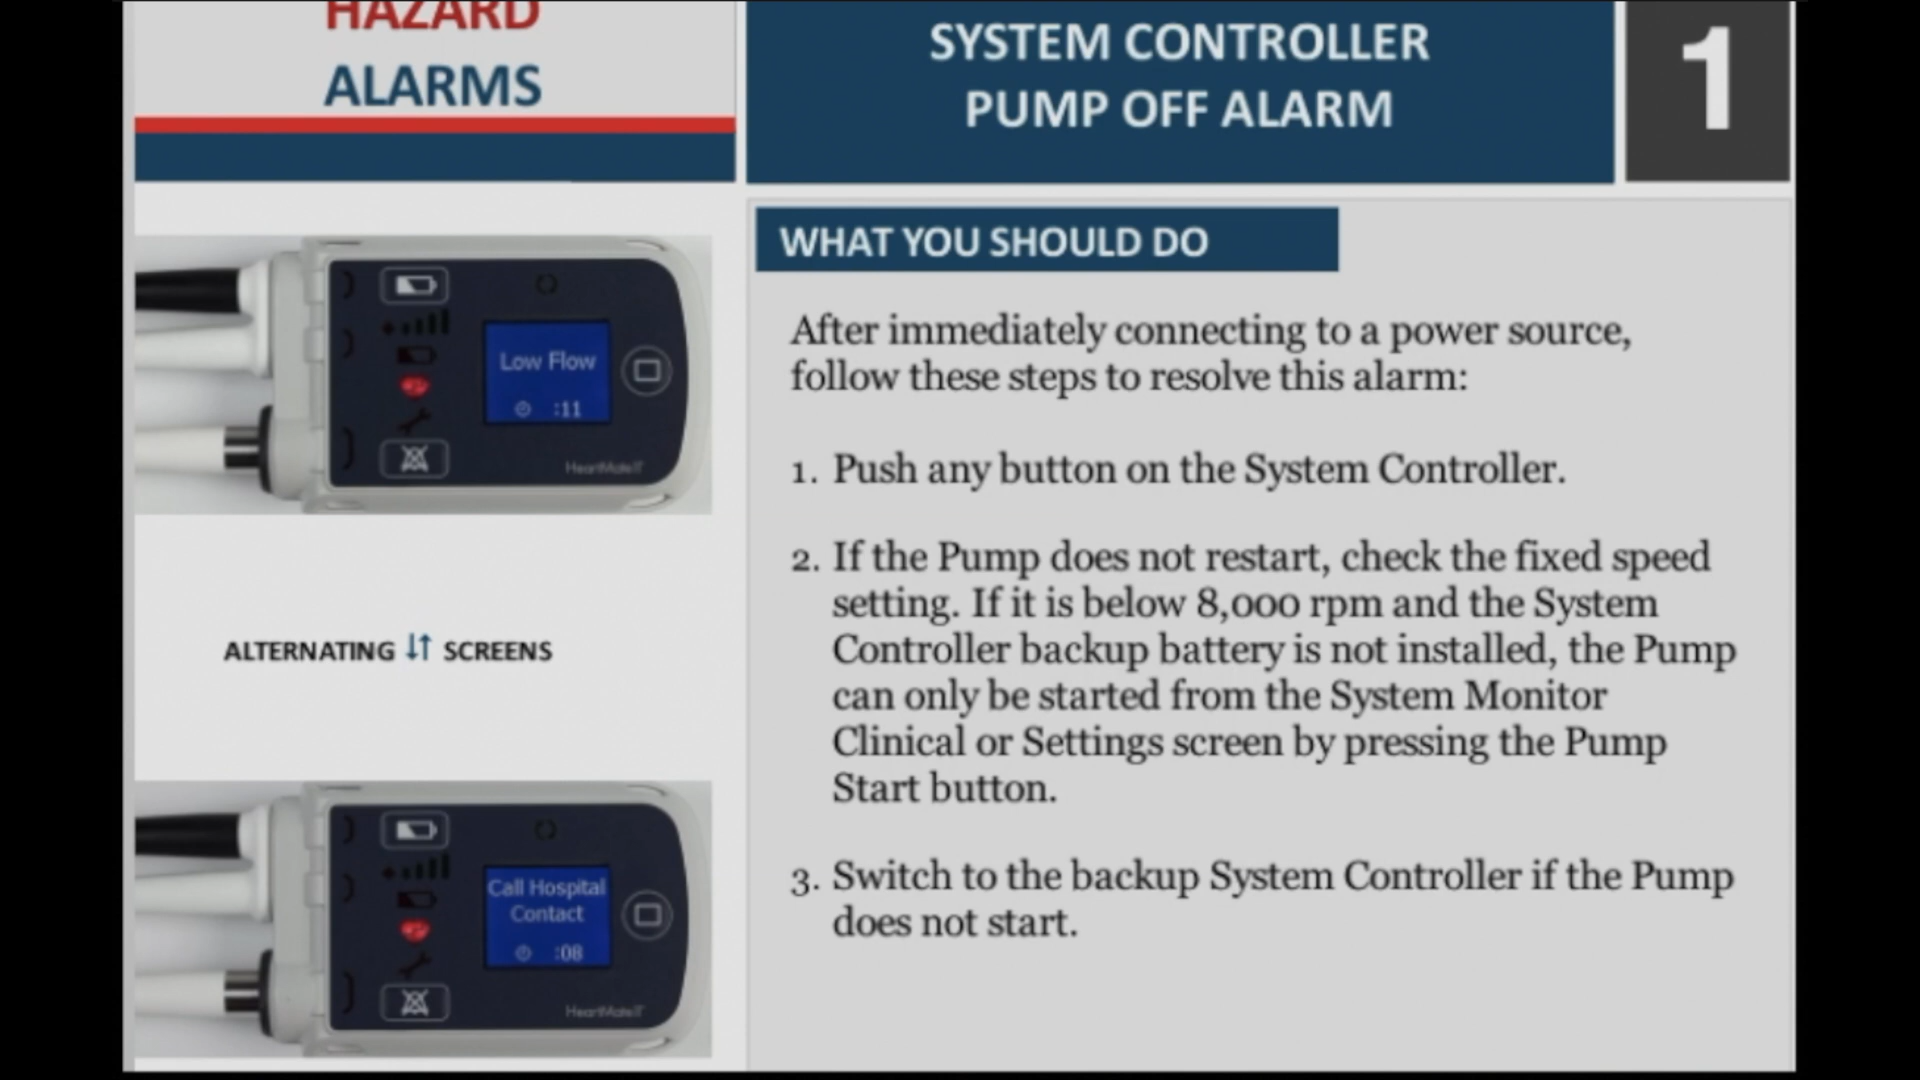 HAZARD
ALARMS
SYSTEM CONTROLLER
PUMP OFF ALARM
1
WHAT YOU SHOULD DO
After immediately connecting to a power source,
follow these steps to resolve this alarm:
1. Push any button on the System Controller.
2. If the Pump does not restart, check the fixed speed
setting. If it is below 8,000 rpm and the System
Controller backup battery is not installed, the Pump
can only be started from the System Monitor
Clinical or Settings screen by pressing the Pump
Start button.
3. Switch to the backup System Controller if the Pump
does not start.
Low Flow
:11
HeartMate II
ALTERNATING ↓↑ SCREENS
Call Hospital
Contact
:08
HeartMate II